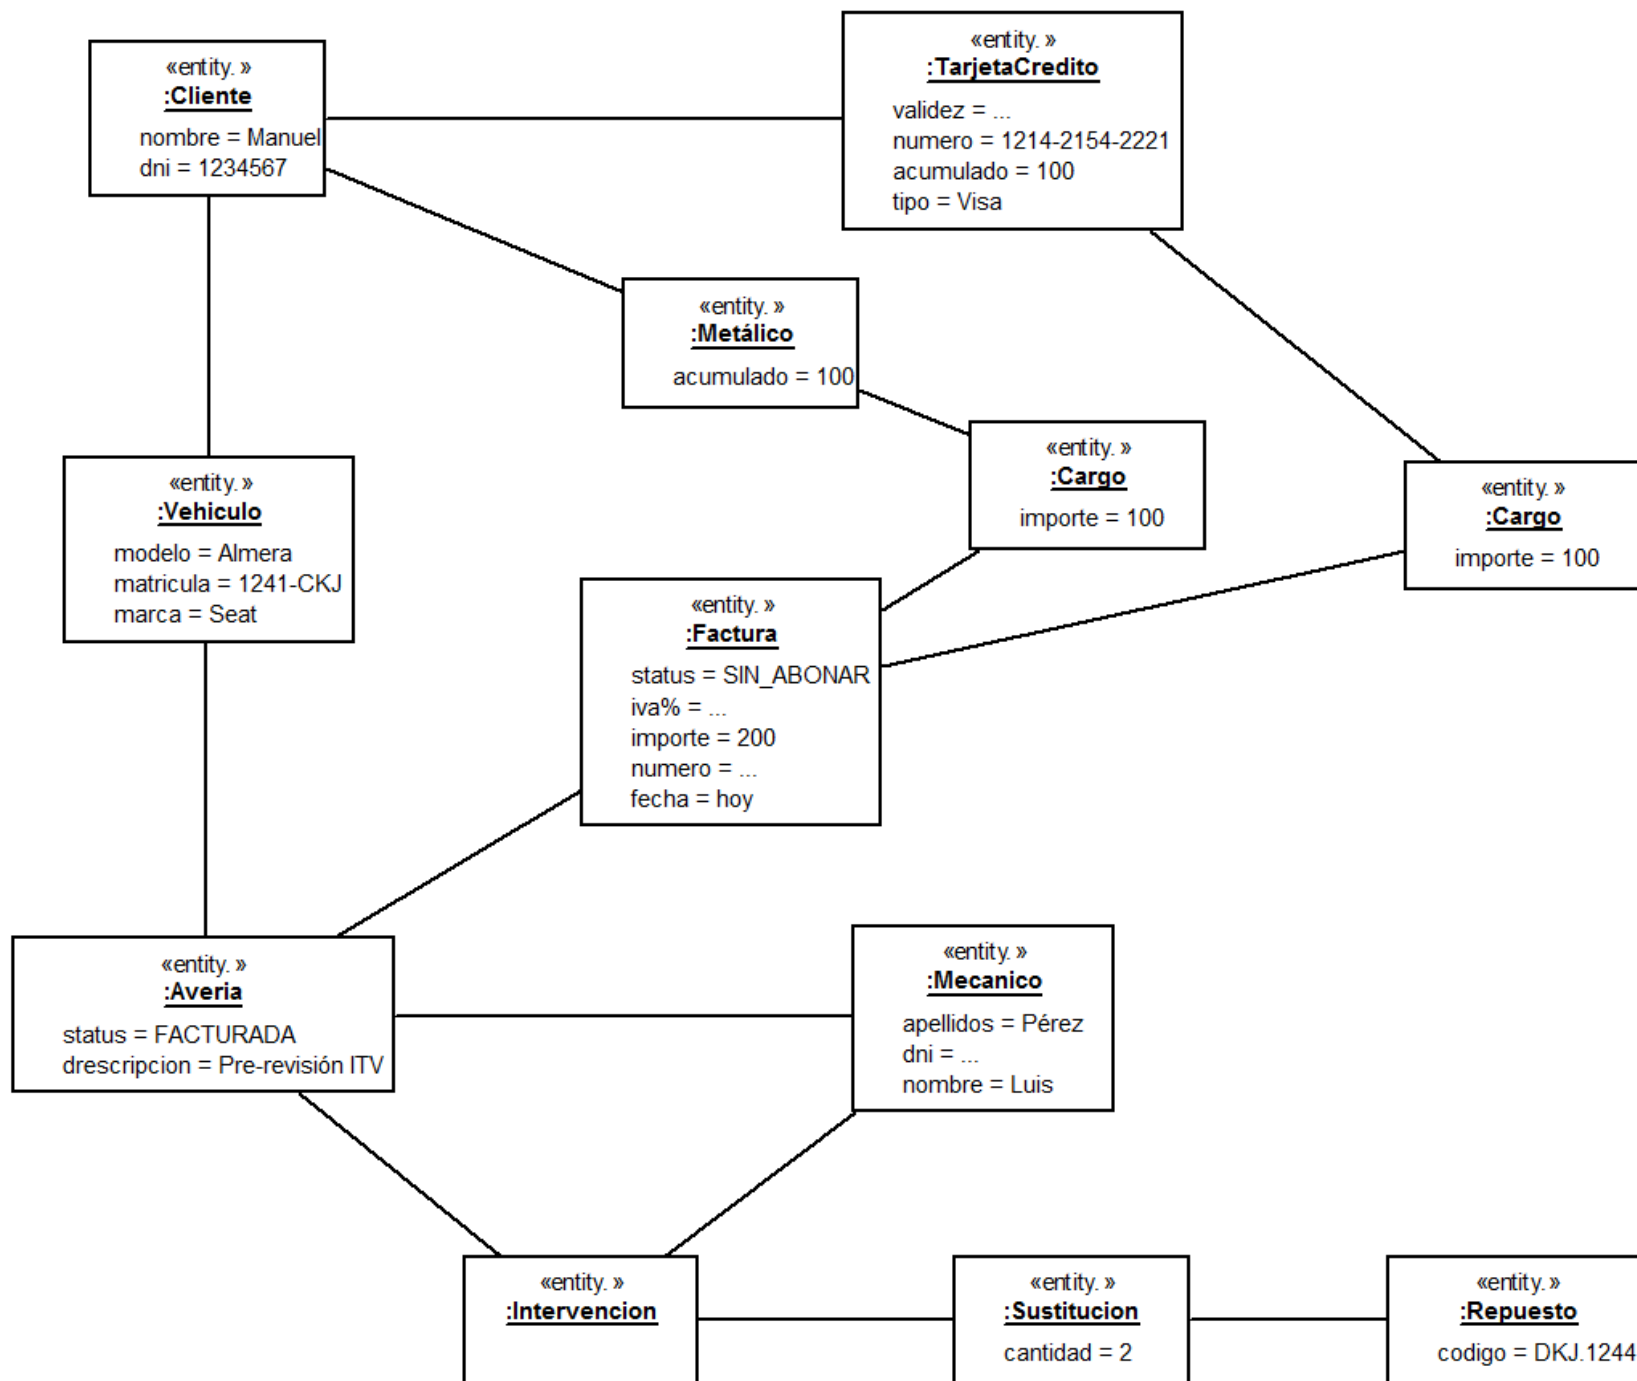 «entity. »
:Cliente
nombre = Manuel
dni = 1234567
«entity. »
:TarjetaCredito
validez = ...
numero = 1214-2154-2221
acumulado = 100
tipo = Visa
«entity. »
:Metálico
acumulado = 100
«entity. »
:Cargo
importe = 100
«entity. »
:Cargo
importe = 100
«entity. »
:Vehiculo
modelo = Almera
matricula = 1241-CKJ
marca = Seat
«entity. »
:Factura
status = SIN_ABONAR
iva% = ...
importe = 200
numero = ...
fecha = hoy
«entity. »
:Averia
status = FACTURADA
drescripcion = Pre-revisión ITV
«entity. »
:Mecanico
apellidos = Pérez
dni = ...
nombre = Luis
«entity. »
:Intervencion
«entity. »
:Sustitucion
cantidad = 2
«entity. »
:Repuesto
codigo = DKJ.1244